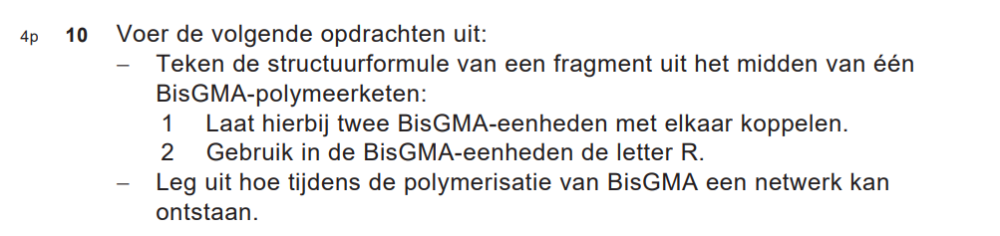 4p 10 Voer de volgende opdrachten uit:
– Teken de structuurformule van een fragment uit het midden van één
BisGMA-polymeerketen:
1 Laat hierbij twee BisGMA-eenheden met elkaar koppelen.
2 Gebruik in de BisGMA-eenheden de letter R.
– Leg uit hoe tijdens de polymerisatie van BisGMA een netwerk kan
ontstaan.